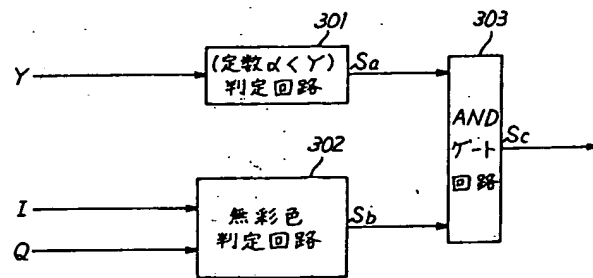 301
(定数α<Y)
判定回路
Y
Sa
303
AND
ゲート
回路
Sc
302
無彩色
判定回路
I
Q
Sb